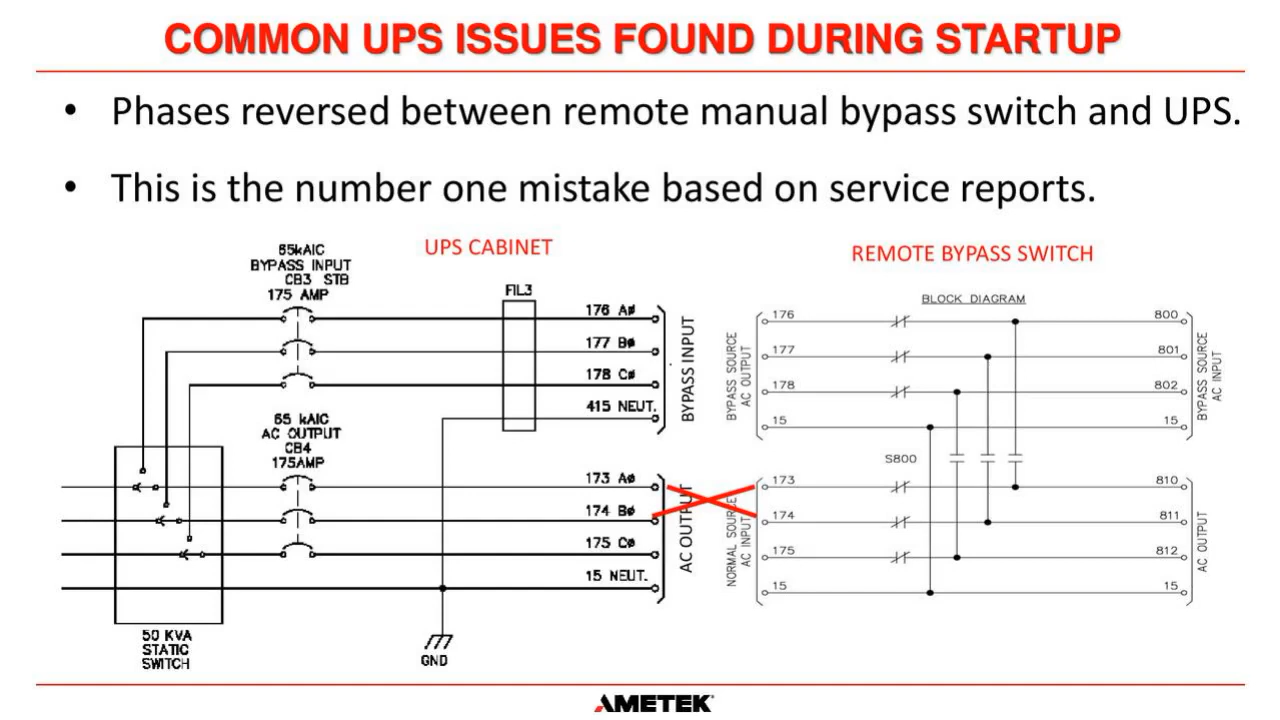 COMMON UPS ISSUES FOUND DURING STARTUP
• Phases reversed between remote manual bypass switch and UPS.
• This is the number one mistake based on service reports.
UPS CABINET
65kAIC
BYPASS INPUT
CB3 STB
175 AMP
FIL3
176 AØ
177 BØ
178 CØ
415 NEUT.
BYPASS INPUT
65 kAIC
AC OUTPUT
CB4
175AMP
173 AØ
174 BØ
175 CØ
15 NEUT.
AC OUTPUT
50 KVA
STATIC
SWITCH
GND
REMOTE BYPASS SWITCH
BLOCK DIAGRAM
BYPASS SOURCE
AC OUTPUT
176
177
178
15
800
801
802
15
BYPASS SOURCE
AC INPUT
S800
NORMAL SOURCE
AC INPUT
173
174
175
15
810
811
812
15
AC OUTPUT
AMETEK